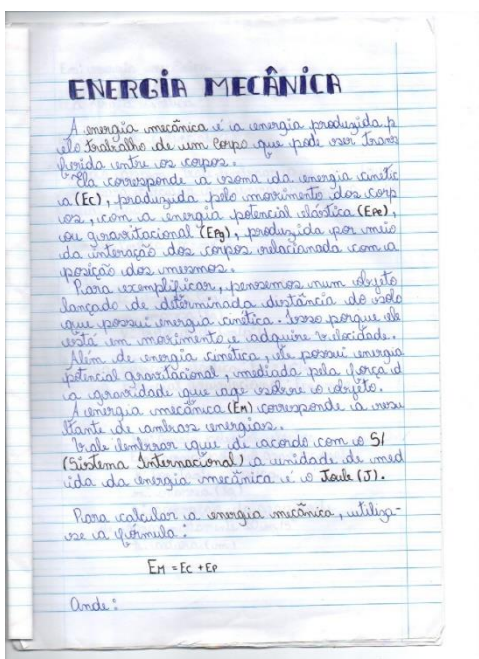 ENERGIA MECÂNICA
A energia mecânica é a energia produzida p
elo trabalho de um corpo que pode ser trans
ferida entre os corpos.
Ela corresponde a soma da energia cinétic
a (Ec), produzida pelo movimento dos corp
os, com a energia potencial elástica (Epe),
ou gravitacional (Epg), produzida por meio
da interação dos corpos relacionada com a
posição dos mesmos.
Para exemplificar, pensemos num objeto
lançado de determinada distância do solo
que possui energia cinética. Isso porque ele
está em movimento e adquire velocidade.
Além de energia cinética, ele possui energia
potencial gravitacional, mediada pela força d
a gravidade que age sobre o objeto.
A energia mecânica (Em) corresponde a resu
ltante de ambas energias.
Vale lembrar que de acordo com o SI
(Sistema Internacional) a unidade de med
ida da energia mecânica é o Joule (J).
Para calcular a energia mecânica, utiliza-
se a fórmula:
EM = EC + EP
Onde: